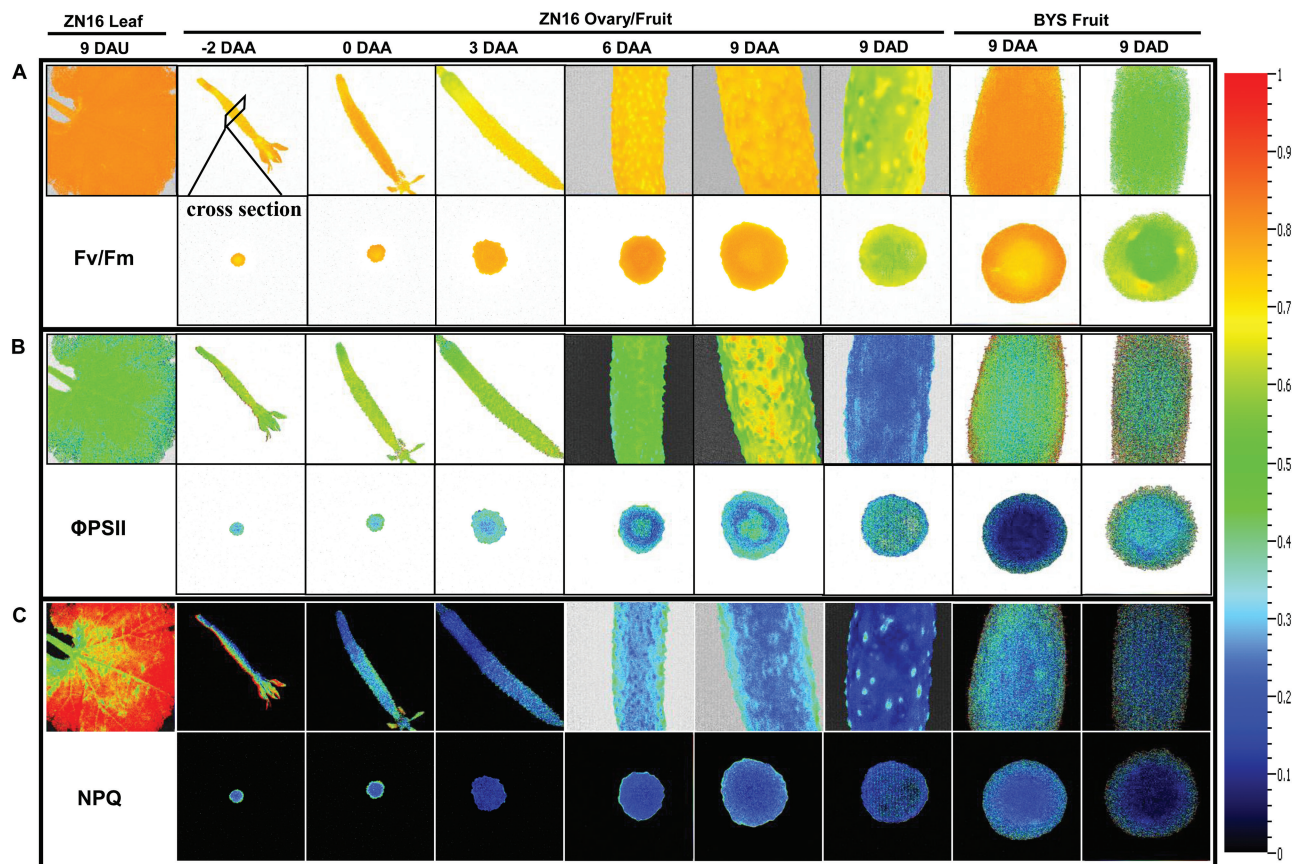 ZN16 Leaf ZN16 Ovary/Fruit BYS Fruit
9 DAU -2 DAA 0 DAA 3 DAA 6 DAA 9 DAA 9 DAD 9 DAA 9 DAD
A
cross section
Fv/Fm
B
ΦPSII
C
NPQ
1
0.9
0.8
0.7
0.6
0.5
0.4
0.3
0.2
0.1
0